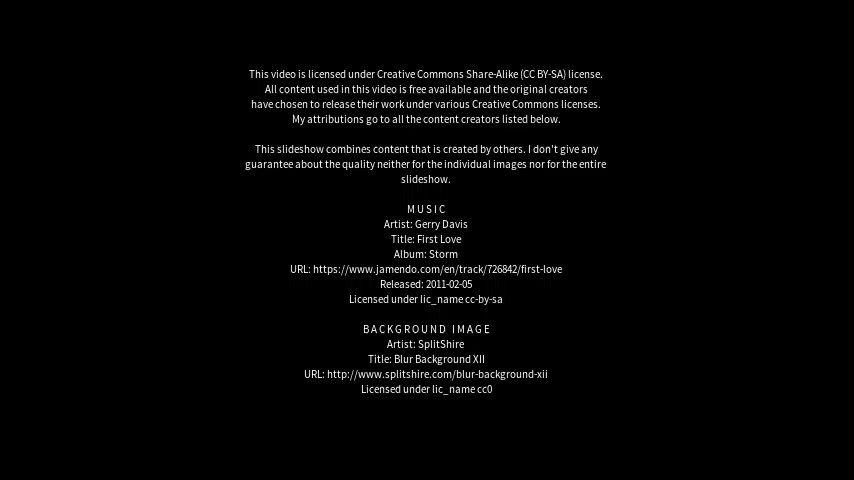 This video is licensed under Creative Commons Share-Alike (CC BY-SA) license.
All content used in this video is free available and the original creators
have chosen to release their work under various Creative Commons licenses.
My attributions go to all the content creators listed below.
This slideshow combines content that is created by others. I don't give any
guarantee about the quality neither for the individual images nor for the entire
slideshow.
MUSIC
Artist: Gerry Davis
Title: First Love
Album: Storm
URL: https://www.jamendo.com/en/track/726842/first-love
Released: 2011-02-05
Licensed under lic_name cc-by-sa
BACKGROUND IMAGE
Artist: SplitShire
Title: Blur Background XII
URL: http://www.splitshire.com/blur-background-xii
Licensed under lic_name cc0